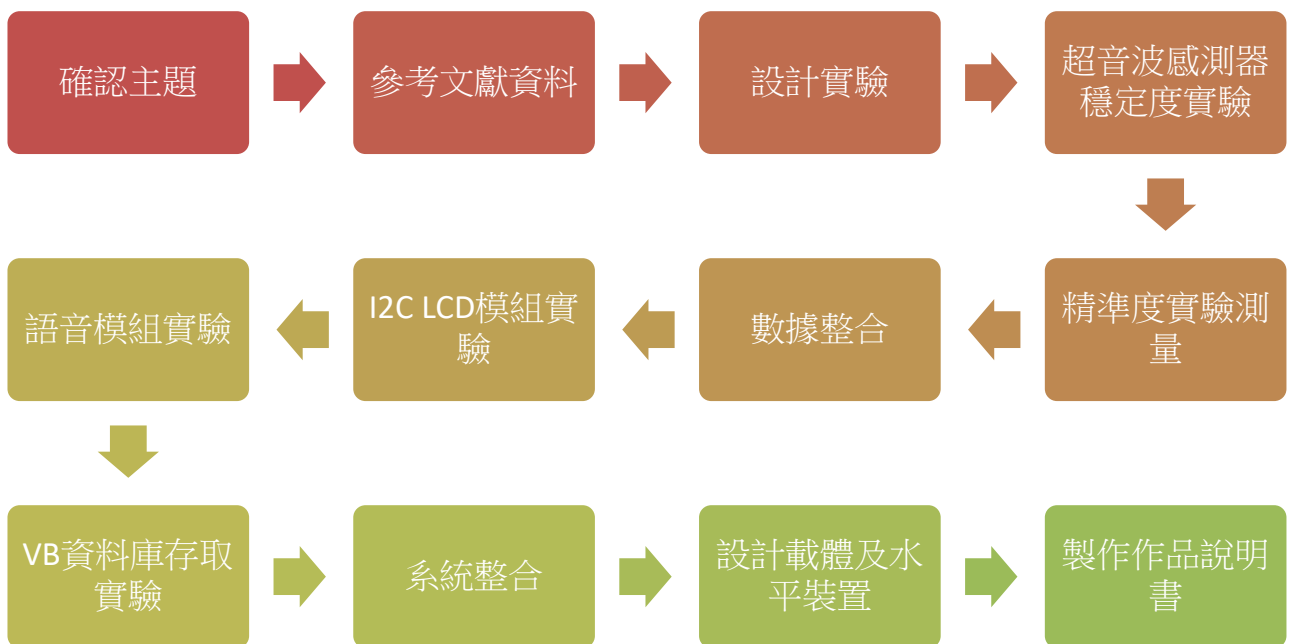 確認主題
參考文獻資料
設計實驗
超音波感測器
穩定度實驗
精準度實驗測
量
數據整合
I2C LCD模組實
驗
語音模組實驗
VB資料庫存取
實驗
系統整合
設計載體及水
平裝置
製作作品說明
書